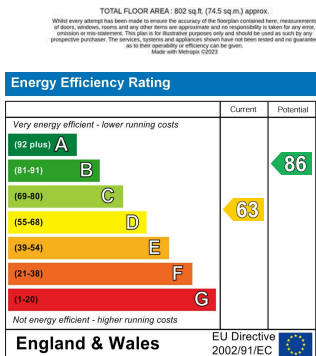 TOTAL FLOOR AREA : 802 sq.ft. (74.5 sq.m.) approx.
Whilst every attempt has been made to ensure the accuracy of the floorplan contained here, measurements
of doors, windows, rooms and any other items are approximate and no responsibility is taken for any error,
omission or mis-statement. This plan is for illustrative purposes only and should be used as such by any
prospective purchaser. The services, systems and appliances shown have not been tested and no guarantee
as to their operability or efficiency can be given.
Made with Metropix ©2023
Energy Efficiency Rating
Current Potential
Very energy efficient - lower running costs
(92 plus) A
(81-91) B
86
(69-80) C
63
(55-68) D
(39-54) E
(21-38) F
(1-20) G
Not energy efficient - higher running costs
England & Wales
EU Directive
2002/91/EC